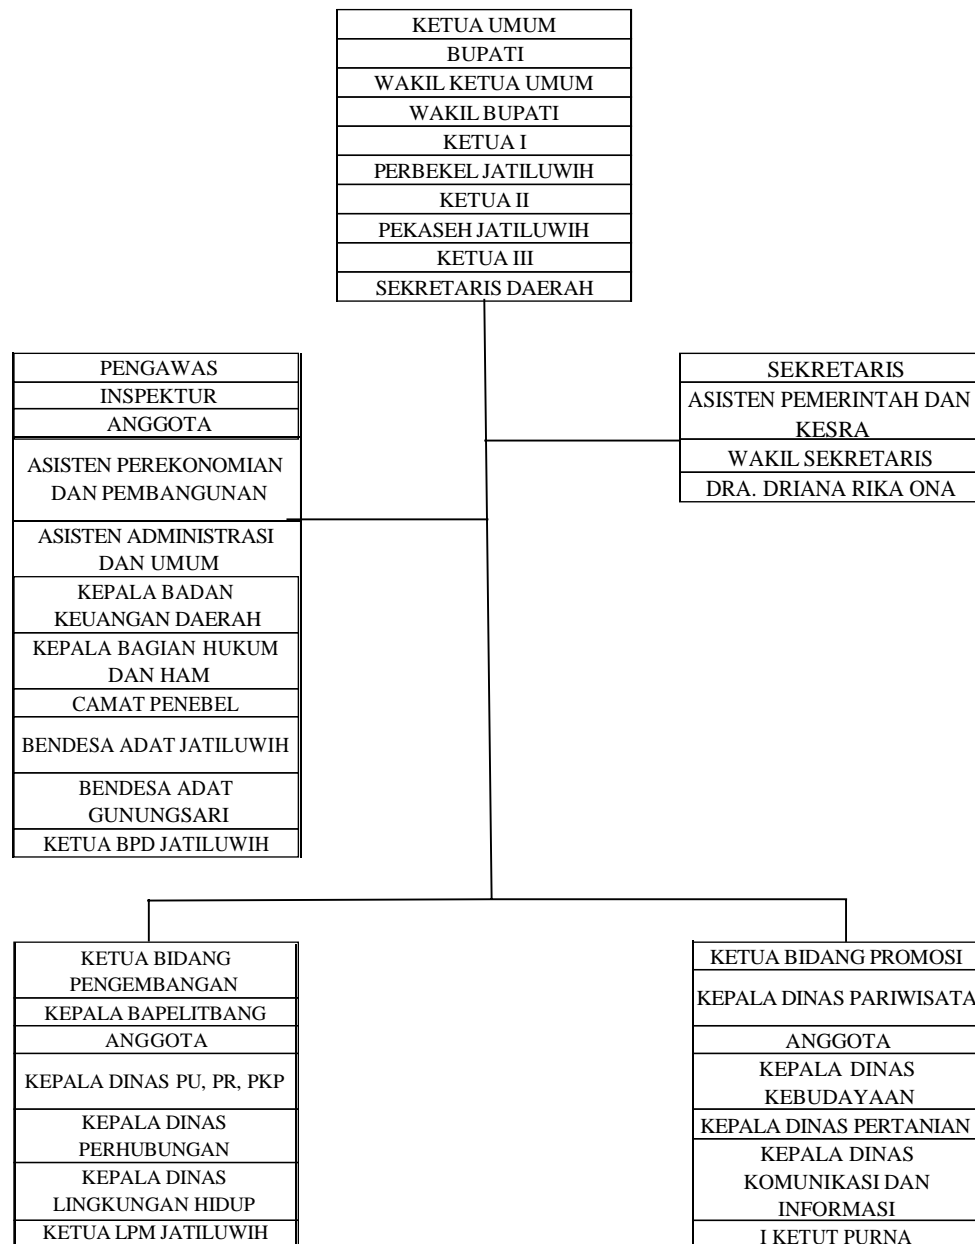 KETUA UMUM
BUPATI
WAKIL KETUA UMUM
WAKIL BUPATI
KETUA I
PERBEKEL JATILUWIH
KETUA II
PEKASEH JATILUWIH
KETUA III
SEKRETARIS DAERAH
PENGAWAS
INSPEKTUR
ANGGOTA
ASISTEN PEREKONOMIAN
DAN PEMBANGUNAN
ASISTEN ADMINISTRASI
DAN UMUM
KEPALA BADAN
KEUANGAN DAERAH
KEPALA BAGIAN HUKUM
DAN HAM
CAMAT PENEBEL
BENDESA ADAT JATILUWIH
BENDESA ADAT
GUNUNGSARI
KETUA BPD JATILUWIH
SEKRETARIS
ASISTEN PEMERINTAH DAN
KESRA
WAKIL SEKRETARIS
DRA. DRIANA RIKA ONA
KETUA BIDANG
PENGEMBANGAN
KEPALA BAPELITBANG
ANGGOTA
KEPALA DINAS PU, PR, PKP
KEPALA DINAS
PERHUBUNGAN
KEPALA DINAS
LINGKUNGAN HIDUP
KETUA LPM JATILUWIH
KETUA BIDANG PROMOSI
KEPALA DINAS PARIWISATA
ANGGOTA
KEPALA DINAS
KEBUDAYAAN
KEPALA DINAS PERTANIAN
KEPALA DINAS
KOMUNIKASI DAN
INFORMASI
I KETUT PURNA